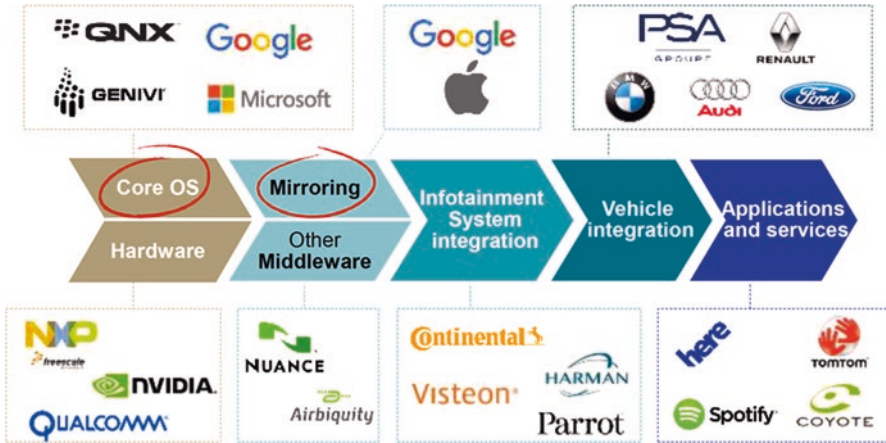 QNX
Google
GENIVI
Microsoft
Google
PSA
GROUPE
RENAULT
BMW
Audi
Ford
Core OS
Hardware
Mirroring
Other
Middleware
Infotainment
System
integration
Vehicle
integration
Applications
and services
NXP
freescale
NVIDIA.
QUALCOMM
NUANCE
Airbiquity
Continental
Visteon
HARMAN
Parrot
here
TOMTOM
Spotify
COYOTE